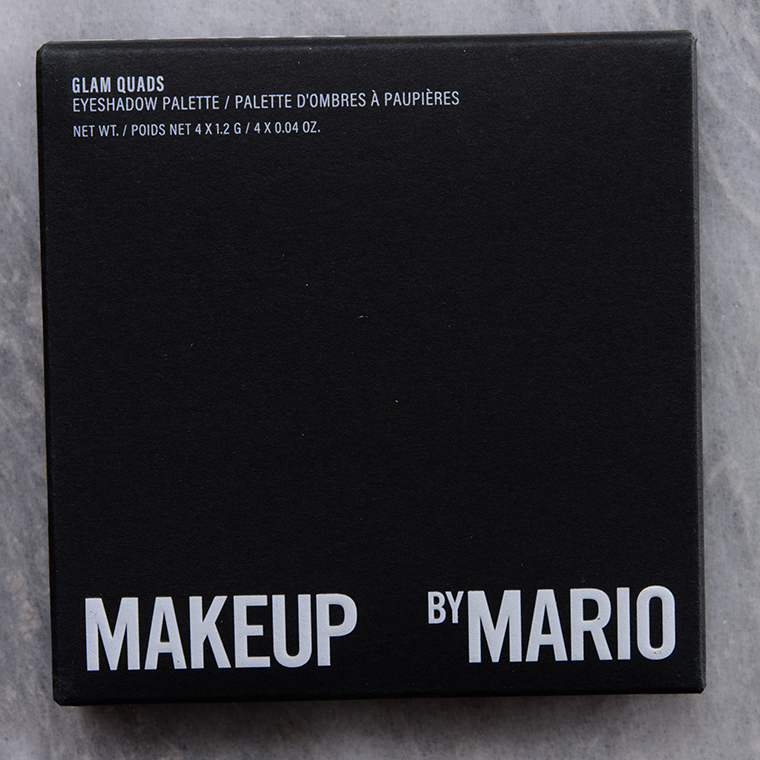 GLAM QUADS
EYESHADOW PALETTE / PALETTE D'OMBRES À PAUPIÈRES
NET WT. / POIDS NET 4 X 1.2 G / 4 X 0.04 OZ.
MAKEUP BY MARIO